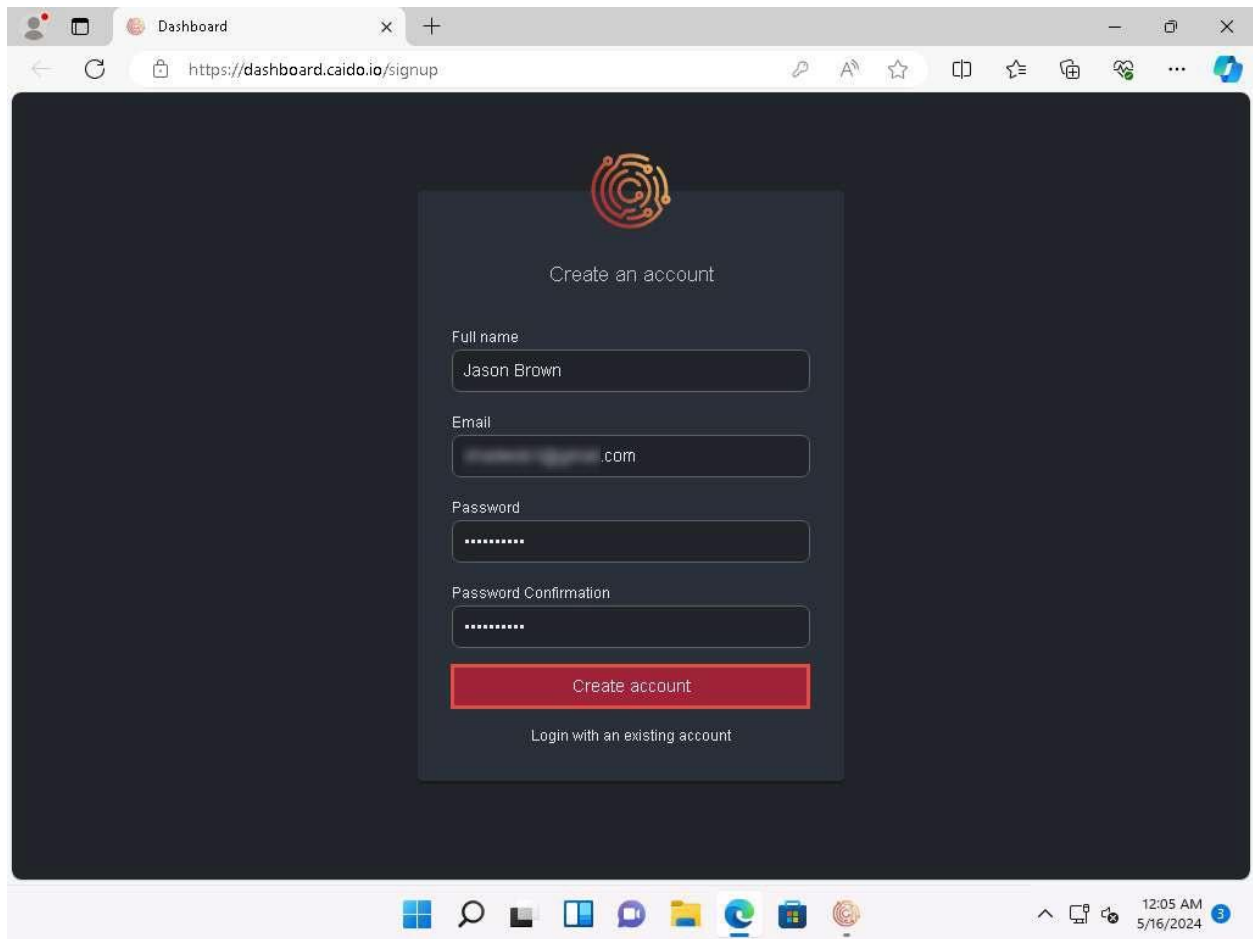 Dashboard
https://dashboard.caido.io/signup
Create an account
Full name
Jason Brown
Email
.com
Password
Password Confirmation
Create account
Login with an existing account
12:05 AM
5/16/2024
3